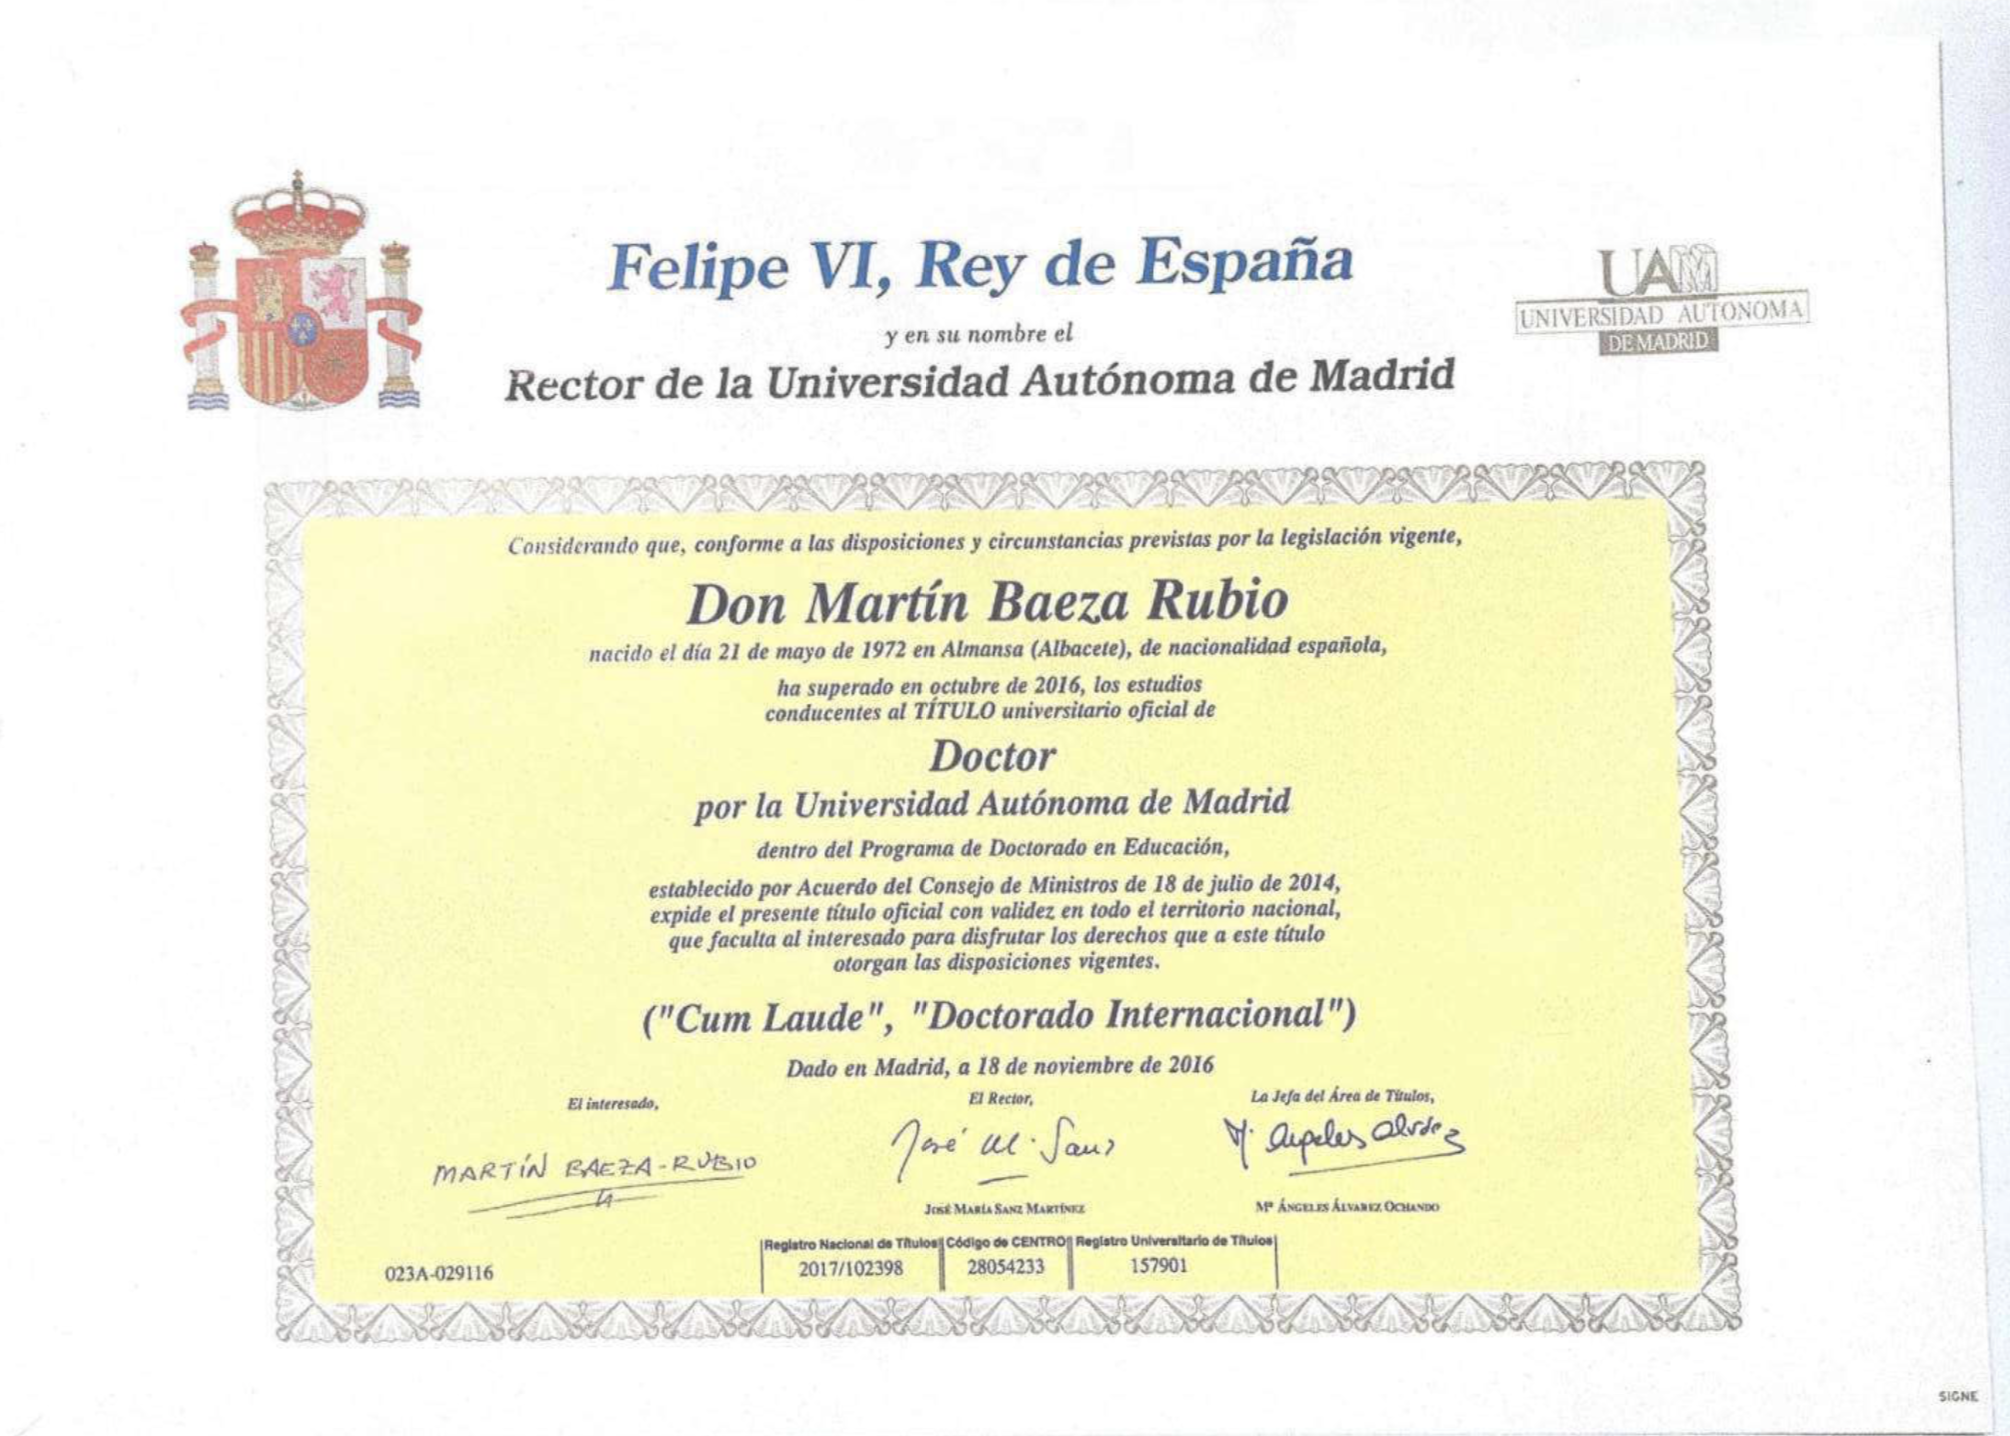 Felipe VI, Rey de España
UAM
UNIVERSIDAD AUTONOMA
DE MADRID
y en su nombre el
Rector de la Universidad Autónoma de Madrid
Considerando que, conforme a las disposiciones y circunstancias previstas por la legislación vigente,
Don Martín Baeza Rubio
nacido el día 21 de mayo de 1972 en Almansa (Albacete), de nacionalidad española,
ha superado en octubre de 2016, los estudios
conducentes al TÍTULO universitario oficial de
Doctor
por la Universidad Autónoma de Madrid
dentro del Programa de Doctorado en Educación,
establecido por Acuerdo del Consejo de Ministros de 18 de julio de 2014,
expide el presente título oficial con validez en todo el territorio nacional,
que faculta al interesado para disfrutar los derechos que a este título
otorgan las disposiciones vigentes.
("Cum Laude", "Doctorado Internacional")
Dado en Madrid, a 18 de noviembre de 2016
El interesado, El Rector, La Jefa del Área de Títulos,
MARTÍN BAEZA-RUBIO José M. Sanz Mª Angeles Alvarez
JOSÉ MARÍA SANZ MARTÍNEZ Mª ÁNGELES ÁLVAREZ OCHANDO
Registro Nacional de Títulos Código de CENTRO Registro Universitario de Títulos
023A-029116 2017/102398 28054233 157901
SIGNE